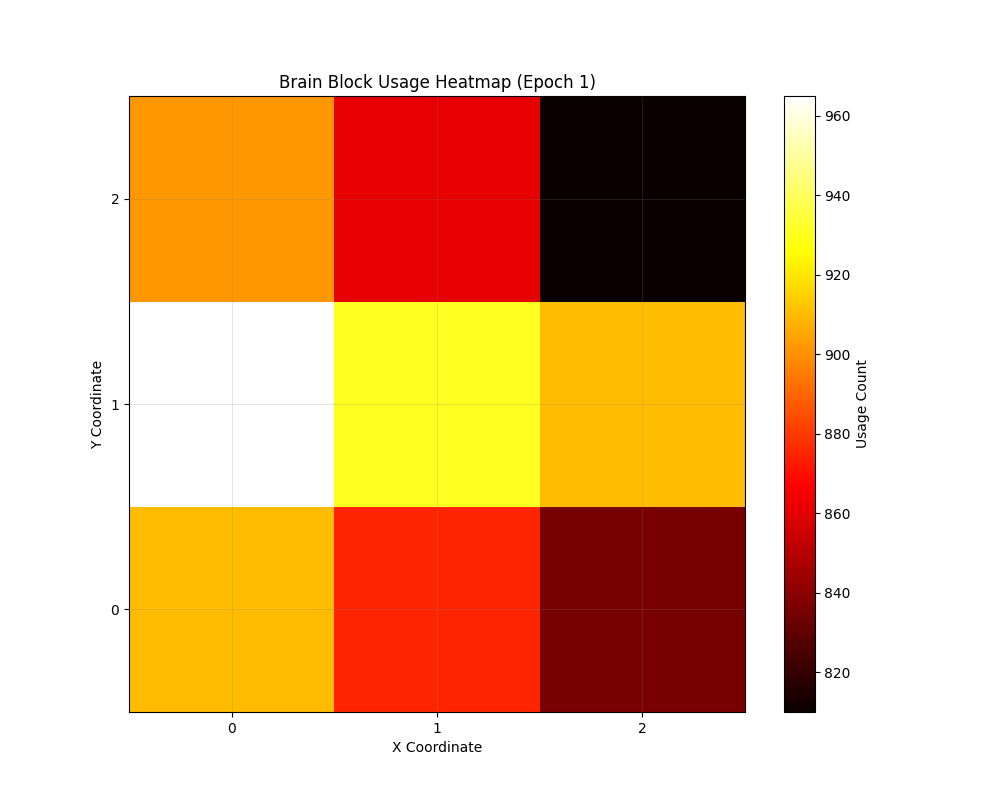 Brain Block Usage Heatmap (Epoch 1)
2
1
0
Y Coordinate
0 1 2
X Coordinate
960
940
920
900
880
860
840
820
Usage Count